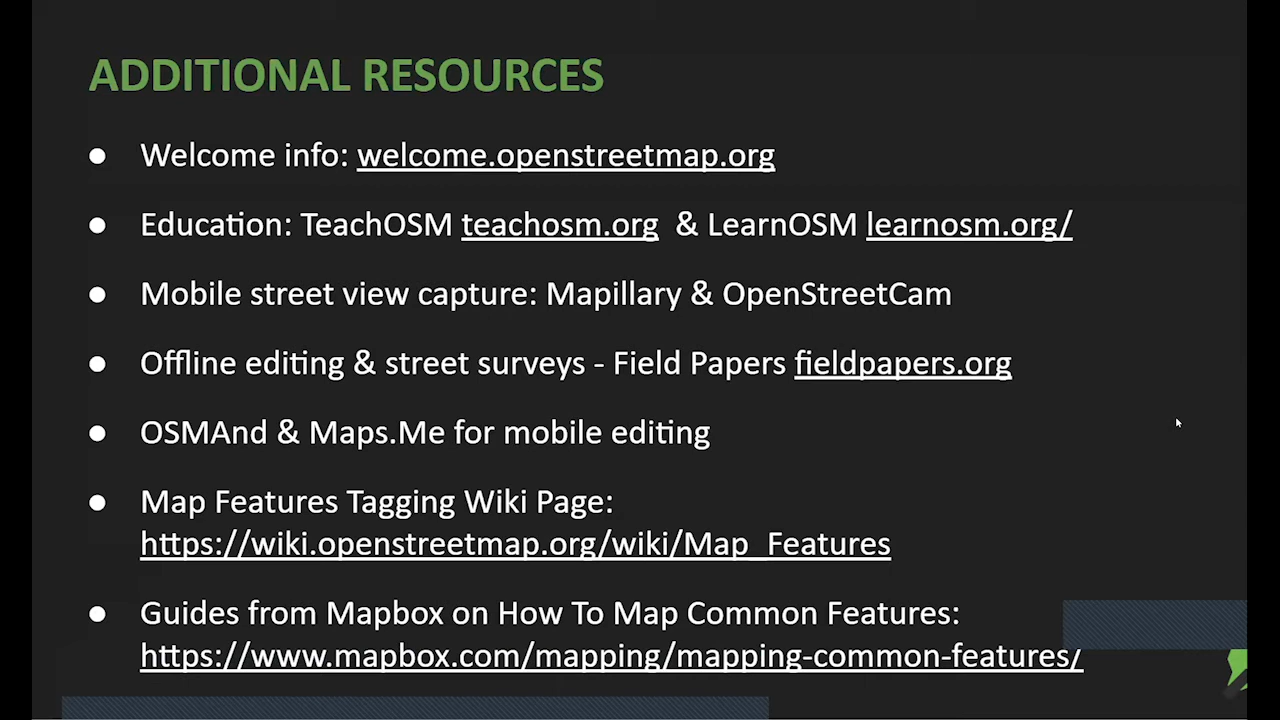 ADDITIONAL RESOURCES
● Welcome info: welcome.openstreetmap.org
● Education: TeachOSM teachosm.org & LearnOSM learnosm.org/
● Mobile street view capture: Mapillary & OpenStreetCam
● Offline editing & street surveys - Field Papers fieldpapers.org
● OSMAnd & Maps.Me for mobile editing
● Map Features Tagging Wiki Page:
https://wiki.openstreetmap.org/wiki/Map_Features
● Guides from Mapbox on How To Map Common Features:
https://www.mapbox.com/mapping/mapping-common-features/